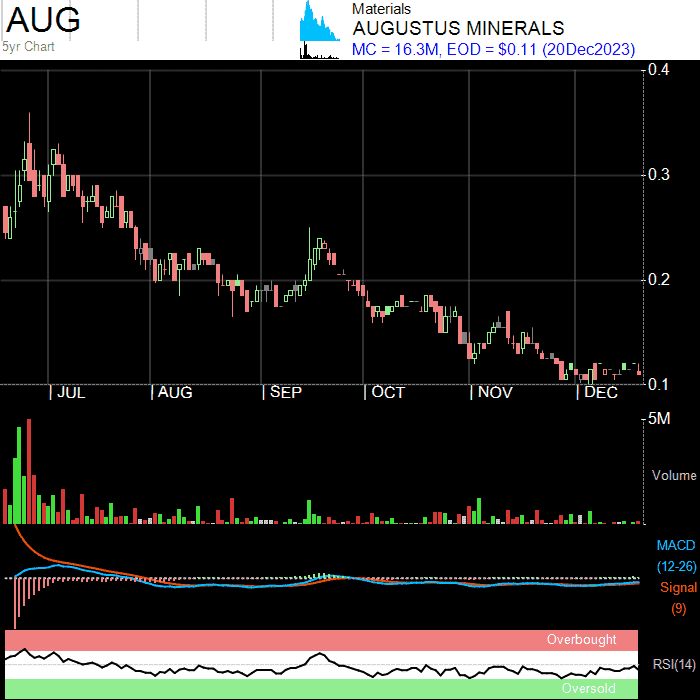 AUG
5yr Chart
Materials
AUGUSTUS MINERALS
MC = 16.3M, EOD = $0.11 (20Dec2023)
0.4
0.3
0.2
0.1
JUL
AUG
SEP
OCT
NOV
DEC
5M
Volume
MACD
(12-26)
Signal
(9)
Overbought
RSI(14)
Oversold